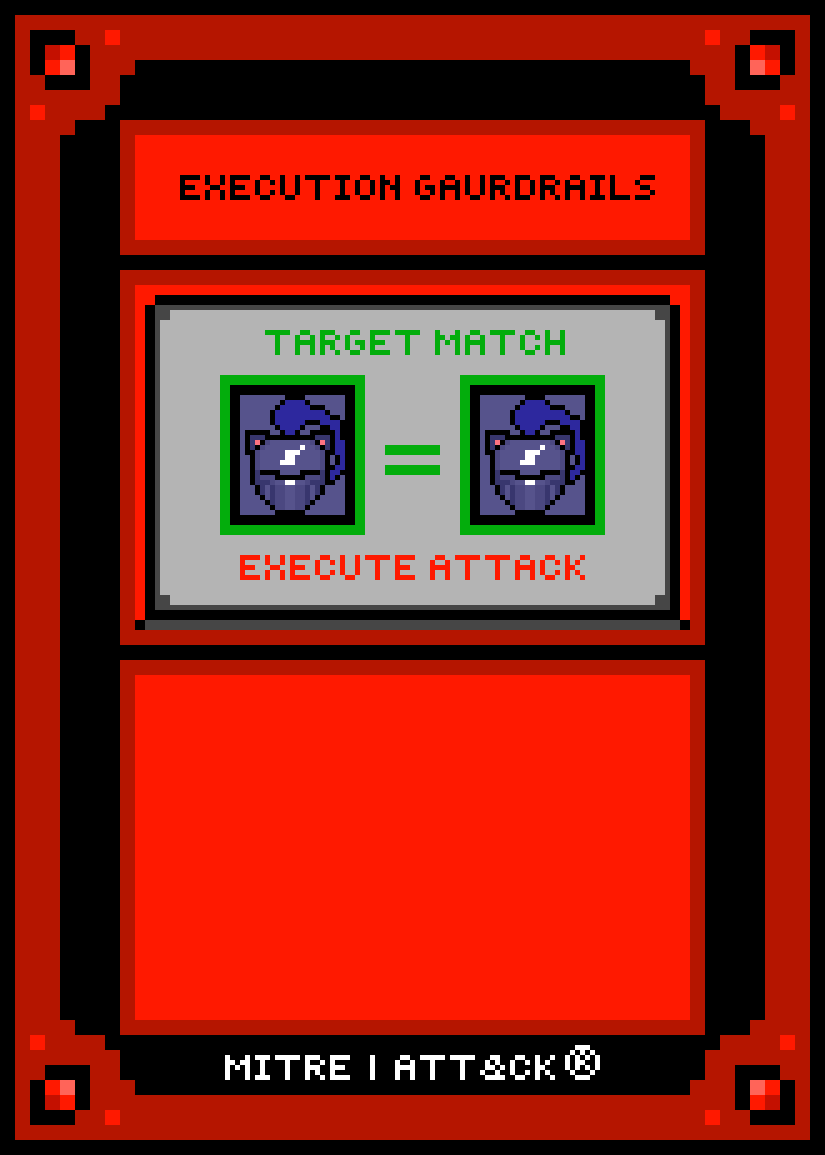 EXECUTION GAURDRAILS
TARGET MATCH
=
EXECUTE ATTACK
MITRE | ATT&CK®